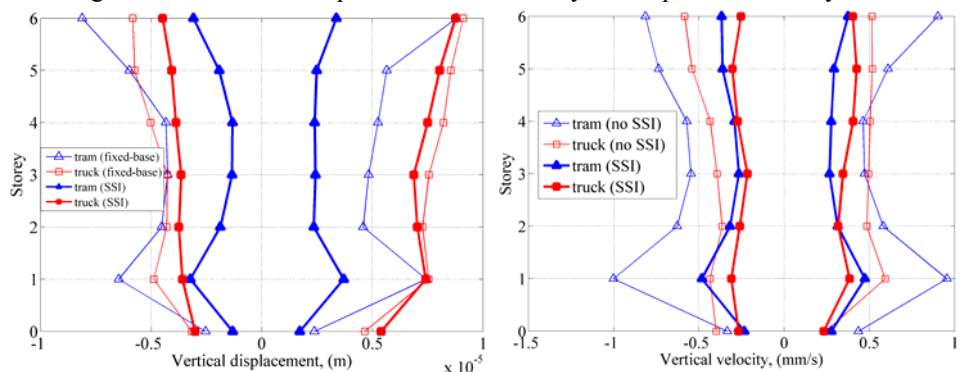 6
5
4
3
2
1
0
Storey
tram (fixed-base)
truck (fixed-base)
tram (SSI)
truck (SSI)
-1
-0.5
0
0.5
1
x 10-5
Vertical displacement, (m)
6
5
4
3
2
1
0
Storey
tram (no SSI)
truck (no SSI)
tram (SSI)
truck (SSI)
-1.5
-1
-0.5
0
0.5
1
Vertical velocity, (mm/s)